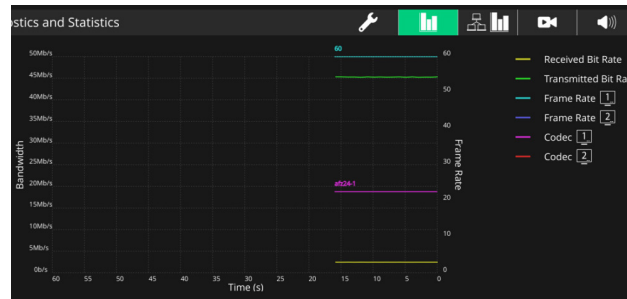 ostics and Statistics
50Mb/s
45Mb/s
40Mb/s
35Mb/s
30Mb/s
25Mb/s
20Mb/s
15Mb/s
10Mb/s
5Mb/s
0b/s
Bandwidth
60
afz24-1
60
50
40
30
20
10
0
Frame Rate
60 55 50 45 40 35 30 25 20 15 10 5 0
Time (s)
Received Bit Rate
Transmitted Bit Ra
Frame Rate 1
Frame Rate 2
Codec 1
Codec 2